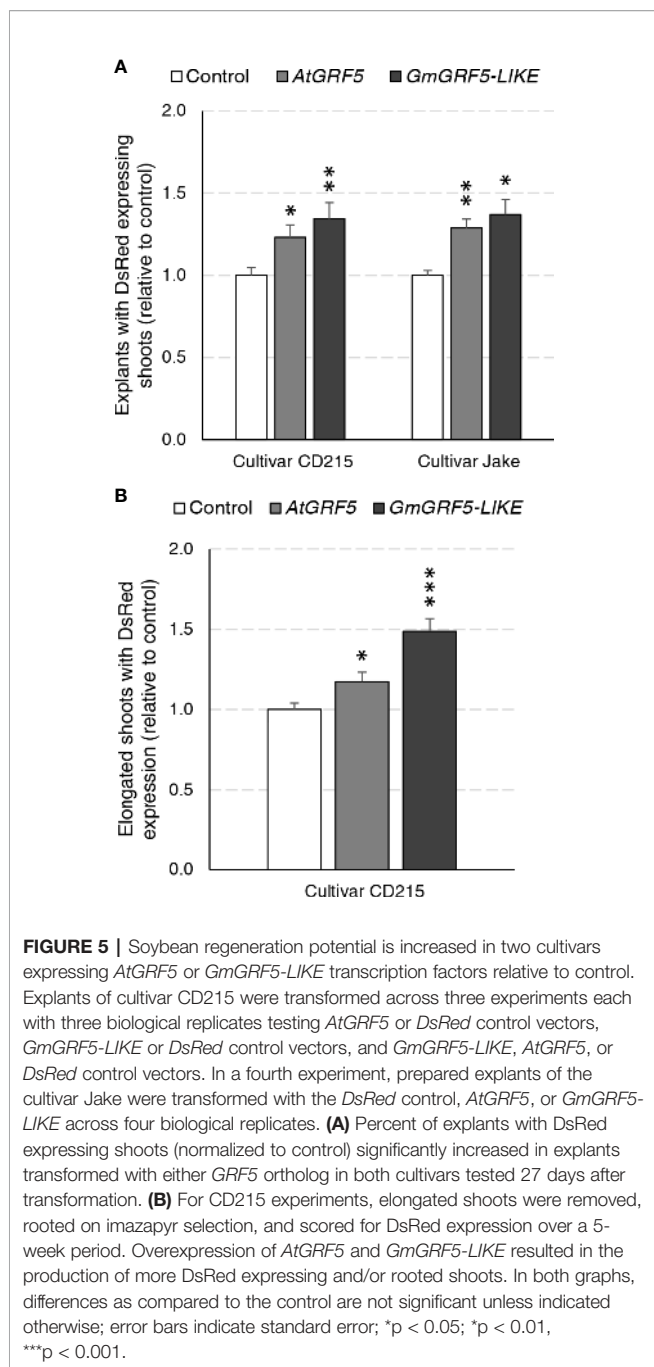 A
Control AtGRF5 GmGRF5-LIKE
Explants with DsRed expressing
shoots (relative to control)
2.0
1.5
1.0
0.5
0.0
*
**
**
*
Cultivar CD215 Cultivar Jake
B
Control AtGRF5 GmGRF5-LIKE
Elongated shoots with DsRed
expression (relative to control)
2.0
1.5
1.0
0.5
0.0
*
***
Cultivar CD215
FIGURE 5 | Soybean regeneration potential is increased in two cultivars
expressing AtGRF5 or GmGRF5-LIKE transcription factors relative to control.
Explants of cultivar CD215 were transformed across three experiments each
with three biological replicates testing AtGRF5 or DsRed control vectors,
GmGRF5-LIKE or DsRed control vectors, and GmGRF5-LIKE, AtGRF5, or
DsRed control vectors. In a fourth experiment, prepared explants of the
cultivar Jake were transformed with the DsRed control, AtGRF5, or GmGRF5-
LIKE across four biological replicates. (A) Percent of explants with DsRed
expressing shoots (normalized to control) significantly increased in explants
transformed with either GRF5 ortholog in both cultivars tested 27 days after
transformation. (B) For CD215 experiments, elongated shoots were removed,
rooted on imazapyr selection, and scored for DsRed expression over a 5-
week period. Overexpression of AtGRF5 and GmGRF5-LIKE resulted in the
production of more DsRed expressing and/or rooted shoots. In both graphs,
differences as compared to the control are not significant unless indicated
otherwise; error bars indicate standard error; *p < 0.05; *p < 0.01,
***p < 0.001.